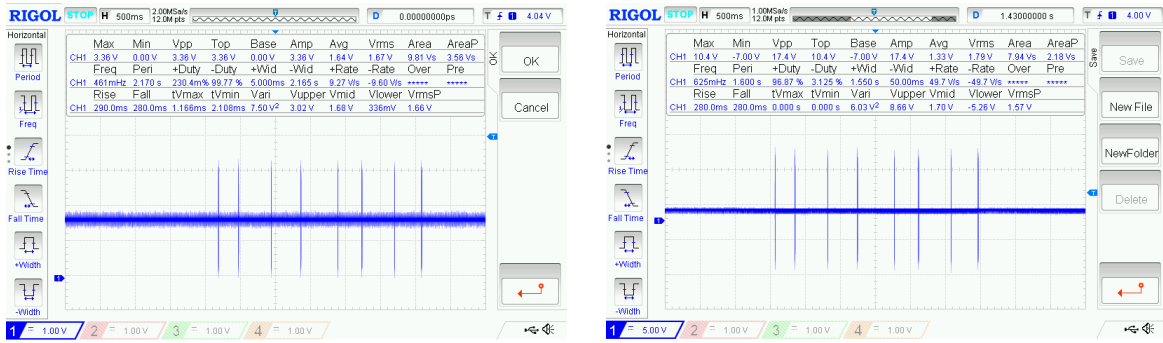 RIGOL STOP H 500ms 2.00MSa/s 12.0M pts D 0.00000000ps T 1 4.04 V
Horizontal
Period
Freq
Rise Time
Fall Time
+Width
-Width
Max Min Vpp Top Base Amp Avg Vrms Area AreaP
CH1 3.36 V 0.00 V 3.36 V 3.36 V 0.00 V 3.36 V 1.64 V 1.67 V 9.81 Vs 3.56 Vs
Freq Peri +Duty -Duty +Wid -Wid +Rate -Rate Over Pre
CH1 461mHz 2.170 s 230.4m% 99.77 % 5.000ms 2.165 s 9.27 V/s -9.60 V/s ***** *****
Rise Fall tVmax tVmin Vari Vupper Vmid Vlower VrmsP
CH1 290.0ms 280.0ms 1.166ms 2.108ms 7.50 V² 3.02 V 1.68 V 336mV 1.66 V
OK
OK
Cancel
T
1
1 = 1.00 V 2 = 1.00 V 3 = 1.00 V 4 = 1.00 V
RIGOL STOP H 500ms 1.00MSa/s 12.0M pts D 1.43000000 s T 1 4.00 V
Horizontal
Period
Freq
Rise Time
Fall Time
+Width
-Width
Max Min Vpp Top Base Amp Avg Vrms Area AreaP
CH1 10.4 V -7.00 V 17.4 V 10.4 V -7.00 V 17.4 V 1.33 V 1.79 V 7.94 Vs 2.18 Vs
Freq Peri +Duty -Duty +Wid -Wid +Rate -Rate Over Pre
CH1 625mHz 1.600 s 96.87 % 3.125 % 1.550 s 50.00ms 49.7 V/s -49.7 V/s ***** *****
Rise Fall tVmax tVmin Vari Vupper Vmid Vlower VrmsP
CH1 280.0ms 280.0ms 0.000 s 0.000 s 6.03 V² 8.66 V 1.70 V -5.26 V 1.57 V
Save
Save
New File
NewFolder
Delete
T
1
1 = 5.00 V 2 = 1.00 V 3 = 1.00 V 4 = 1.00 V